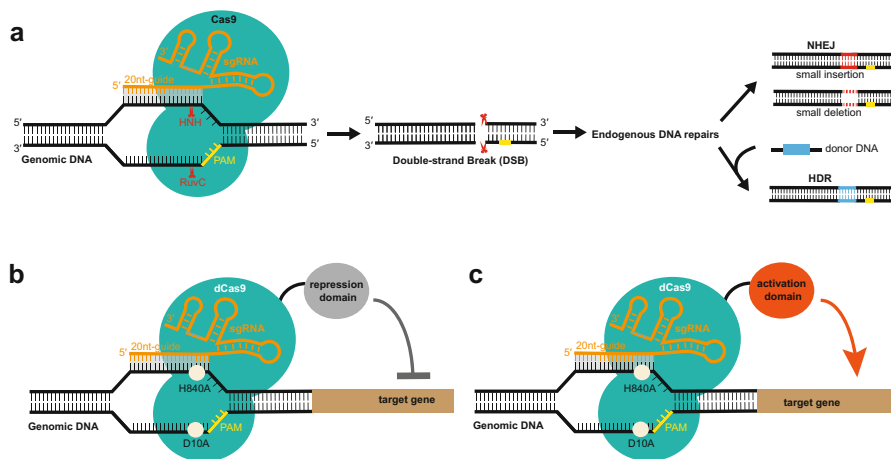 a
Cas9
3′
sgRNA
20nt-guide
5′
HNH
5′
3′
3′
5′
Genomic DNA
PAM
RuvC
5′
3′
3′
5′
Double-strand Break (DSB)
Endogenous DNA repairs
NHEJ
small insertion
small deletion
donor DNA
HDR
b
dCas9
repression
domain
3′
sgRNA
20nt-guide
5′
H840A
target gene
Genomic DNA
PAM
D10A
c
dCas9
activation
domain
3′
sgRNA
20nt-guide
5′
H840A
target gene
Genomic DNA
PAM
D10A